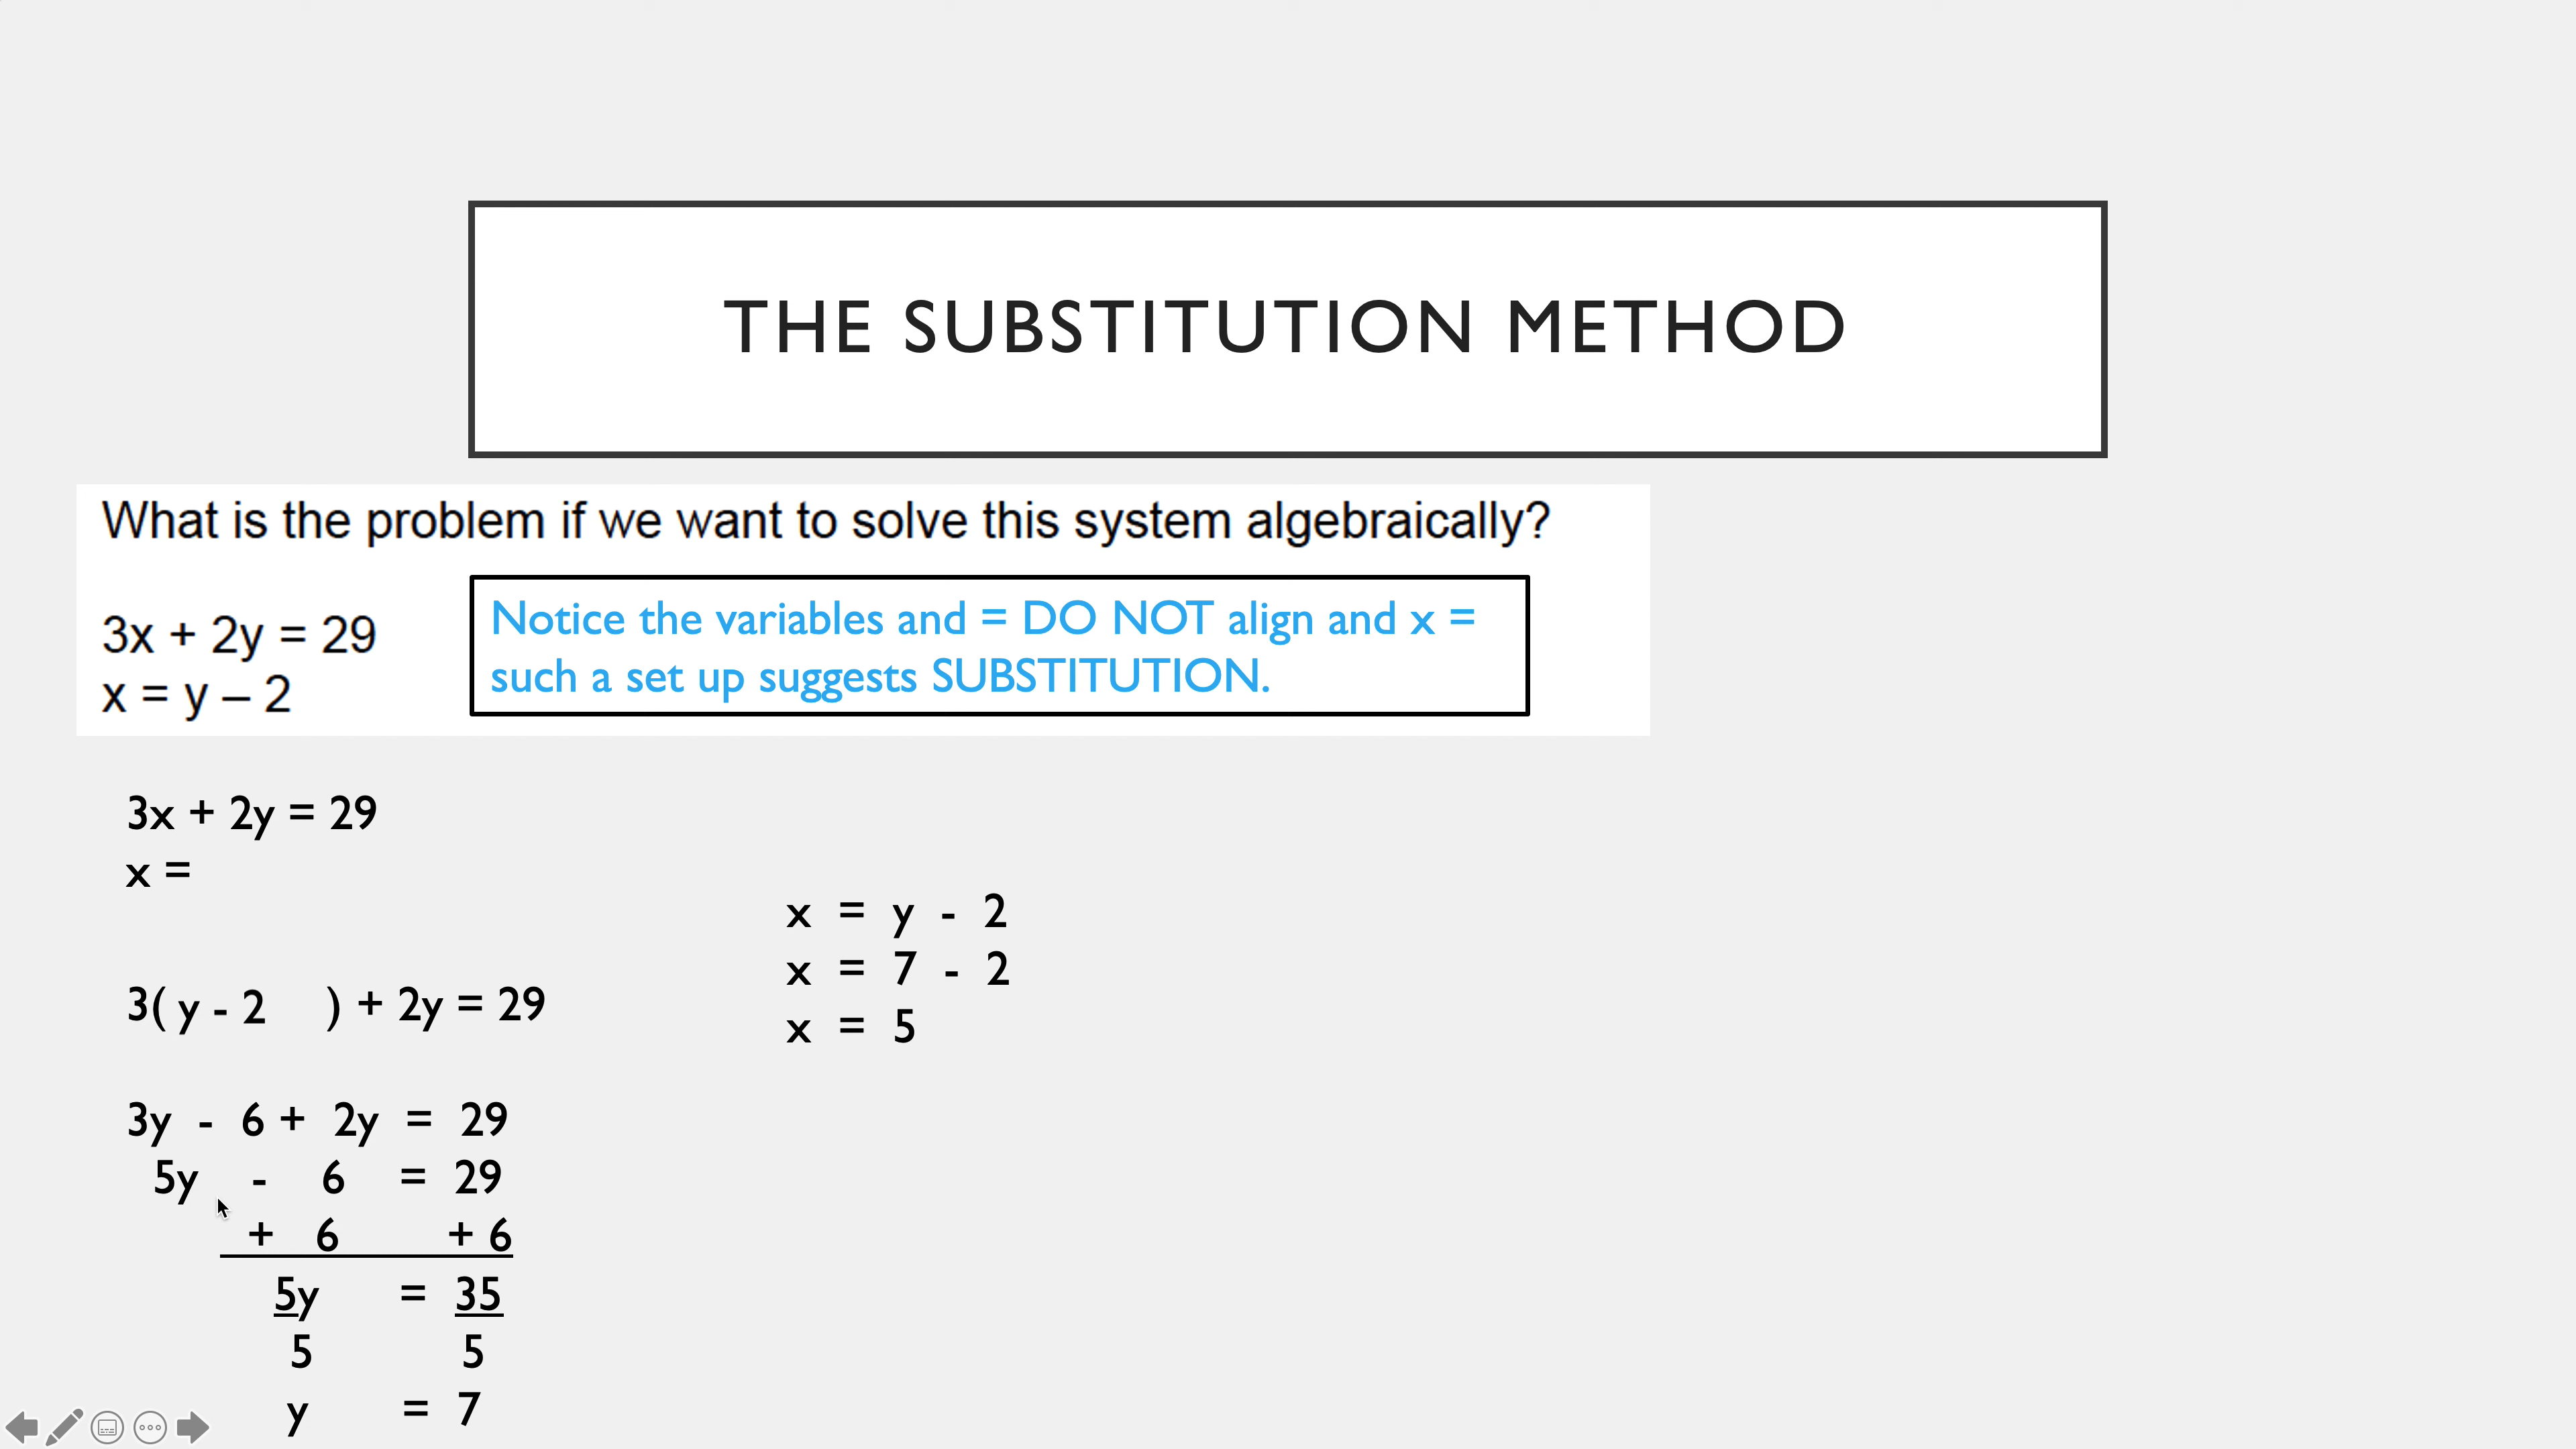 THE SUBSTITUTION METHOD
What is the problem if we want to solve this system algebraically?
3x + 2y = 29
x = y – 2
Notice the variables and = DO NOT align and x =
such a set up suggests SUBSTITUTION.
3x + 2y = 29
x =
3( y - 2 ) + 2y = 29
3y - 6 + 2y = 29
5y - 6 = 29
+ 6 + 6
5y = 35
5 5
y = 7
x = y - 2
x = 7 - 2
x = 5